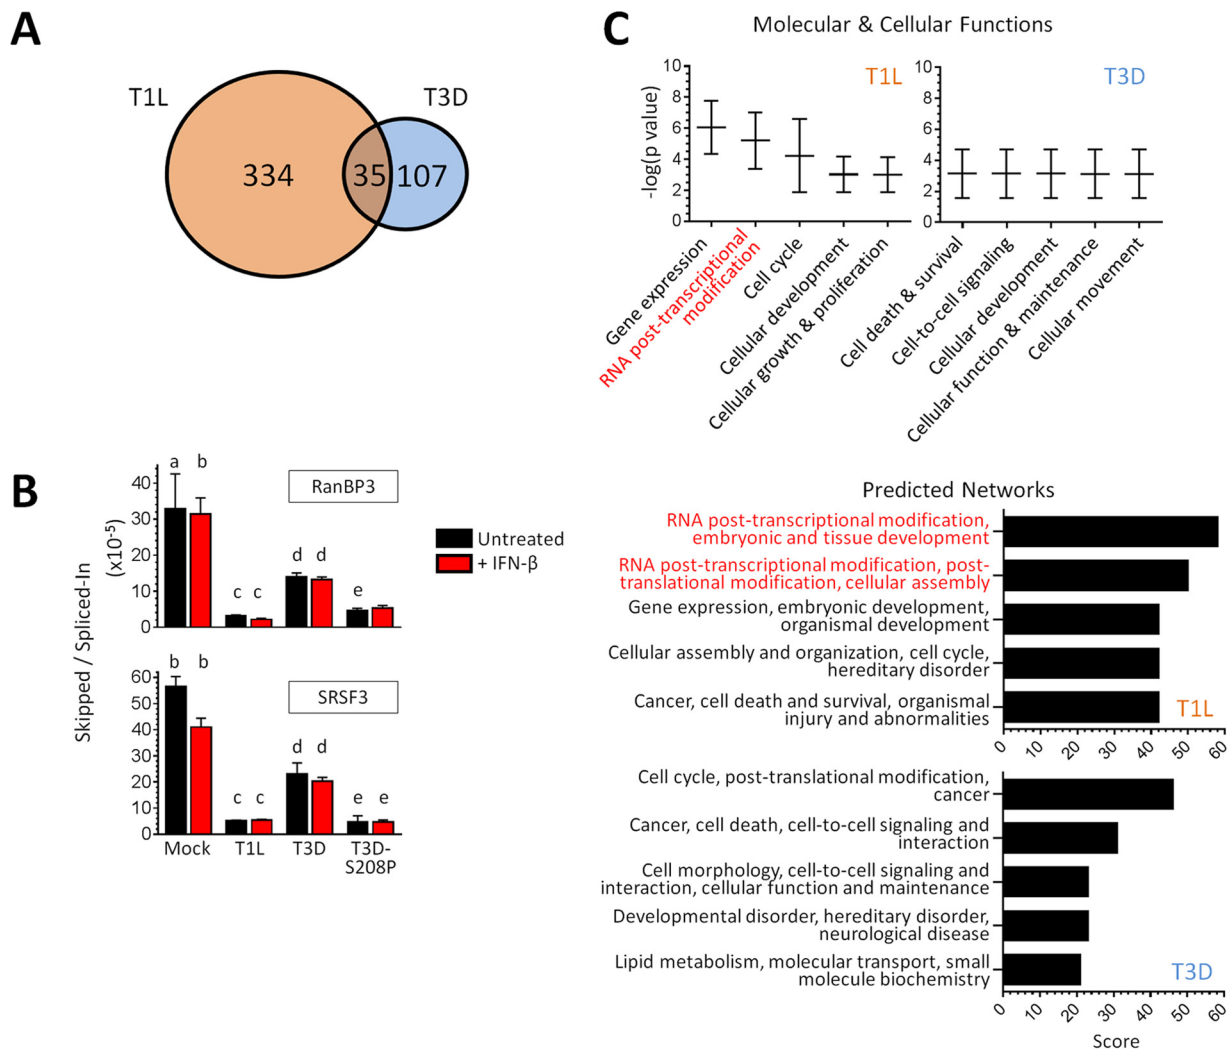 A
T1L
T3D
334
35
107
B
Skipped / Spliced-In
(x10-5)
40
30
20
10
0
a
b
c
c
d
d
e
RanBP3
Untreated
+ IFN-β
60
50
40
30
20
10
0
b
b
c
c
d
d
e
e
SRSF3
Mock
T1L
T3D
T3D-
S208P
C
Molecular & Cellular Functions
-log(p value)
10
8
6
4
2
0
T1L
Gene expression
RNA post-transcriptional
modification
Cell cycle
Cellular development
Cellular growth & proliferation
10
8
6
4
2
0
T3D
Cell death & survival
Cell-to-cell signaling
Cellular development
Cellular function & maintenance
Cellular movement
Predicted Networks
RNA post-transcriptional modification,
embryonic and tissue development
RNA post-transcriptional modification, post-
translational modification, cellular assembly
Gene expression, embryonic development,
organismal development
Cellular assembly and organization, cell cycle,
hereditary disorder
Cancer, cell death and survival, organismal
injury and abnormalities
T1L
0 10 20 30 40 50 60
Cell cycle, post-translational modification,
cancer
Cancer, cell death, cell-to-cell signaling and
interaction
Cell morphology, cell-to-cell signaling and
interaction, cellular function and maintenance
Developmental disorder, hereditary disorder,
neurological disease
Lipid metabolism, molecular transport, small
molecule biochemistry
T3D
0 10 20 30 40 50 60
Score